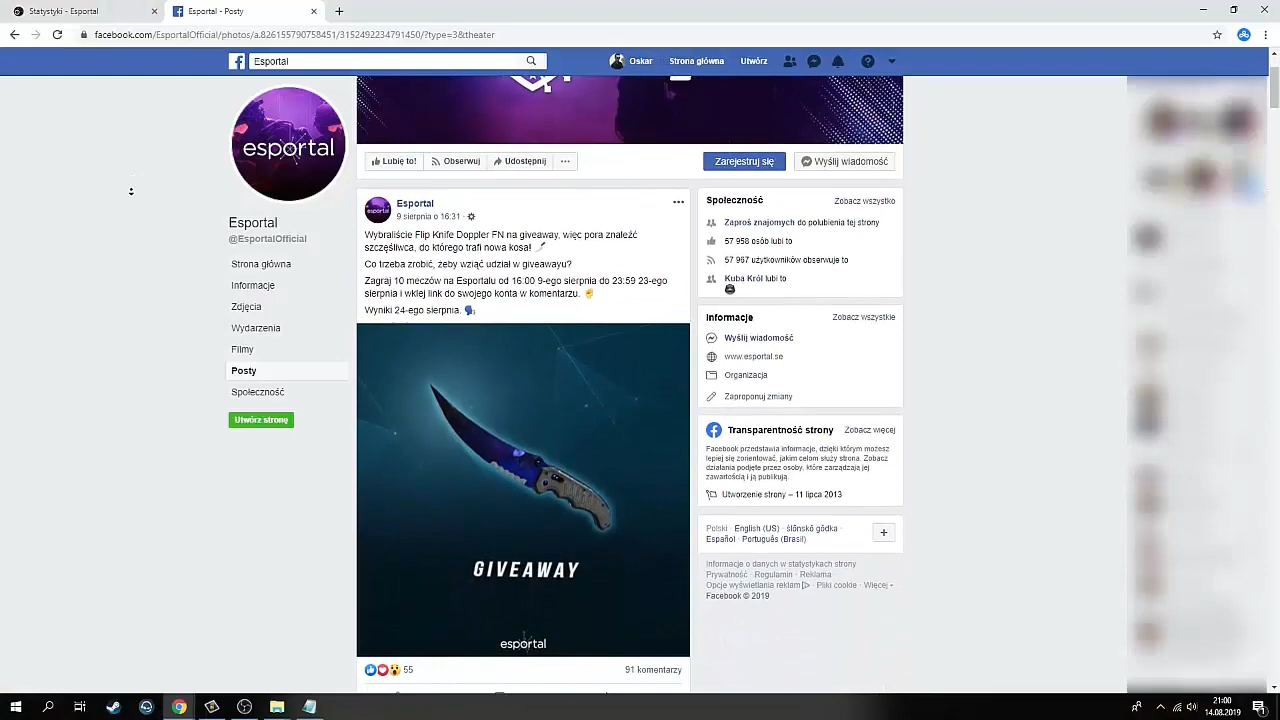 Statystyki - Esportal
Esportal - Posty
facebook.com/EsportalOfficial/photos/a.826155790758451/3152492234791450/?type=3&theater
Esportal
Oskar
Strona główna
Utwórz
esportal
Esportal
@EsportalOfficial
Strona główna
Informacje
Zdjęcia
Wydarzenia
Filmy
Posty
Społeczność
Utwórz stronę
Lubię to!
Obserwuj
Udostępnij
Zarejestruj się
Wyślij wiadomość
esportal
Esportal
9 sierpnia o 16:31 ·
Wybraliście Flip Knife Doppler FN na giveaway, więc pora znaleźć
szczęśliwca, do którego trafi nowa kosa! 🔪
Co trzeba zrobić, żeby wziąć udział w giveawayu?
Zagraj 10 meczów na Esportalu od 16:00 9-ego sierpnia do 23:59 23-ego
sierpnia i wklej link do swojego konta w komentarzu. ✌
Wyniki 24-ego sierpnia. 🗣
GIVEAWAY
esportal
55
91 komentarzy
Społeczność
Zobacz wszystko
Zaproś znajomych do polubienia tej strony
57 958 osób lubi to
57 967 użytkowników obserwuje to
Kuba Król lubi to
Informacje
Zobacz wszystkie
Wyślij wiadomość
www.esportal.se
Organizacja
Zaproponuj zmiany
Transparentność strony
Zobacz więcej
Facebook przedstawia informacje, dzięki którym możesz
lepiej się zorientować, jakim celom służy strona. Zobacz
działania podjęte przez osoby, które zarządzają jej
zawartością i ją publikują.
Utworzenie strony – 11 lipca 2013
Polski · English (US) · ślōnskŏ gŏdka ·
Español · Português (Brasil)
Informacje o danych w statystykach strony
Prywatność · Regulamin · Reklama
Opcje wyświetlania reklam · Pliki cookie · Więcej
Facebook © 2019
21:00
14.08.2019